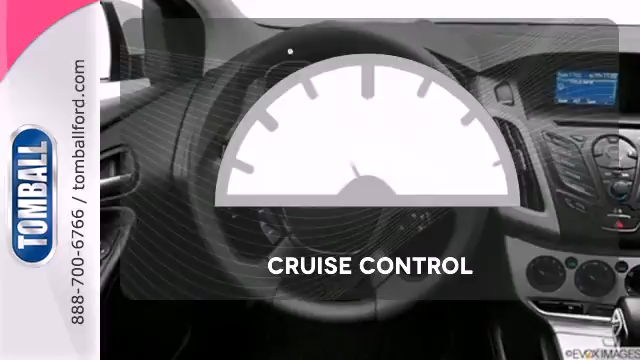 TOMBALL
888-700-6766 / tomballford.com
CRUISE CONTROL
©EVOX IMAGES